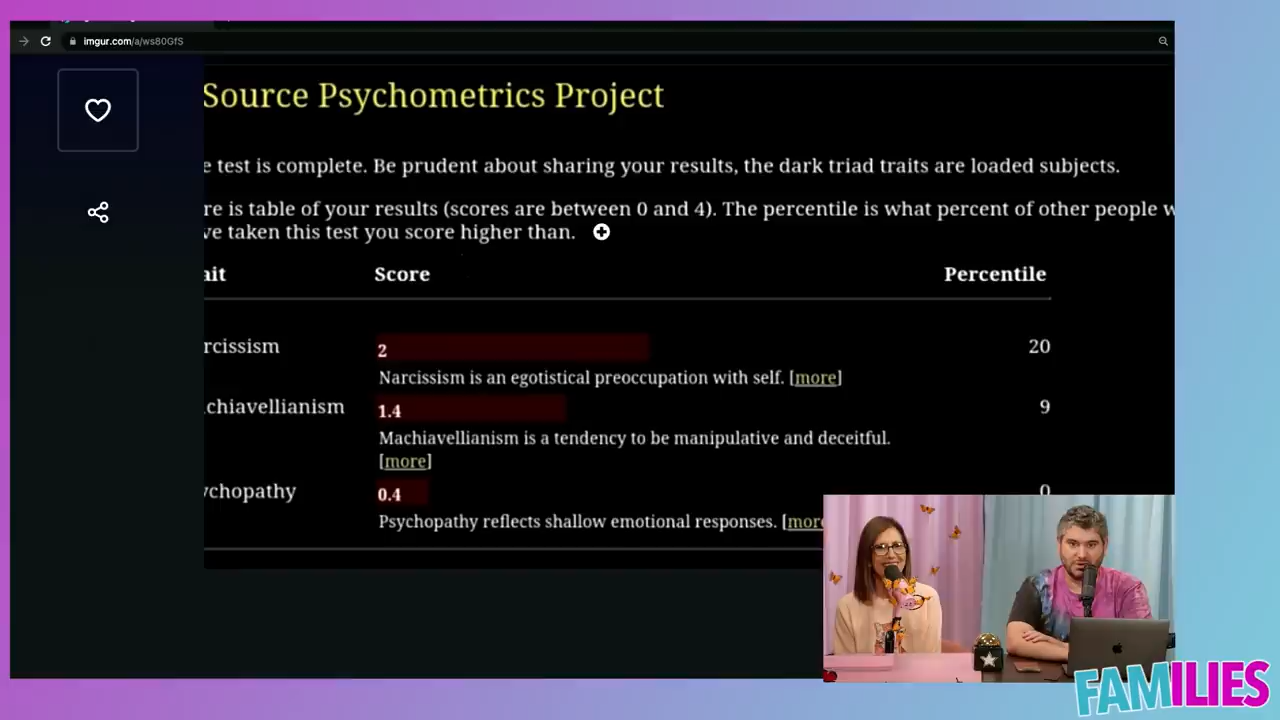 imgur.com/a/ws80GfS
Source Psychometrics Project
e test is complete. Be prudent about sharing your results, the dark triad traits are loaded subjects.
re is table of your results (scores are between 0 and 4). The percentile is what percent of other people w
ve taken this test you score higher than.
ait Score Percentile
rcissism 2 20
Narcissism is an egotistical preoccupation with self. [more]
chiavellianism 1.4 9
Machiavellianism is a tendency to be manipulative and deceitful.
[more]
ychopathy 0.4 0
Psychopathy reflects shallow emotional responses. [more
FAMILIES